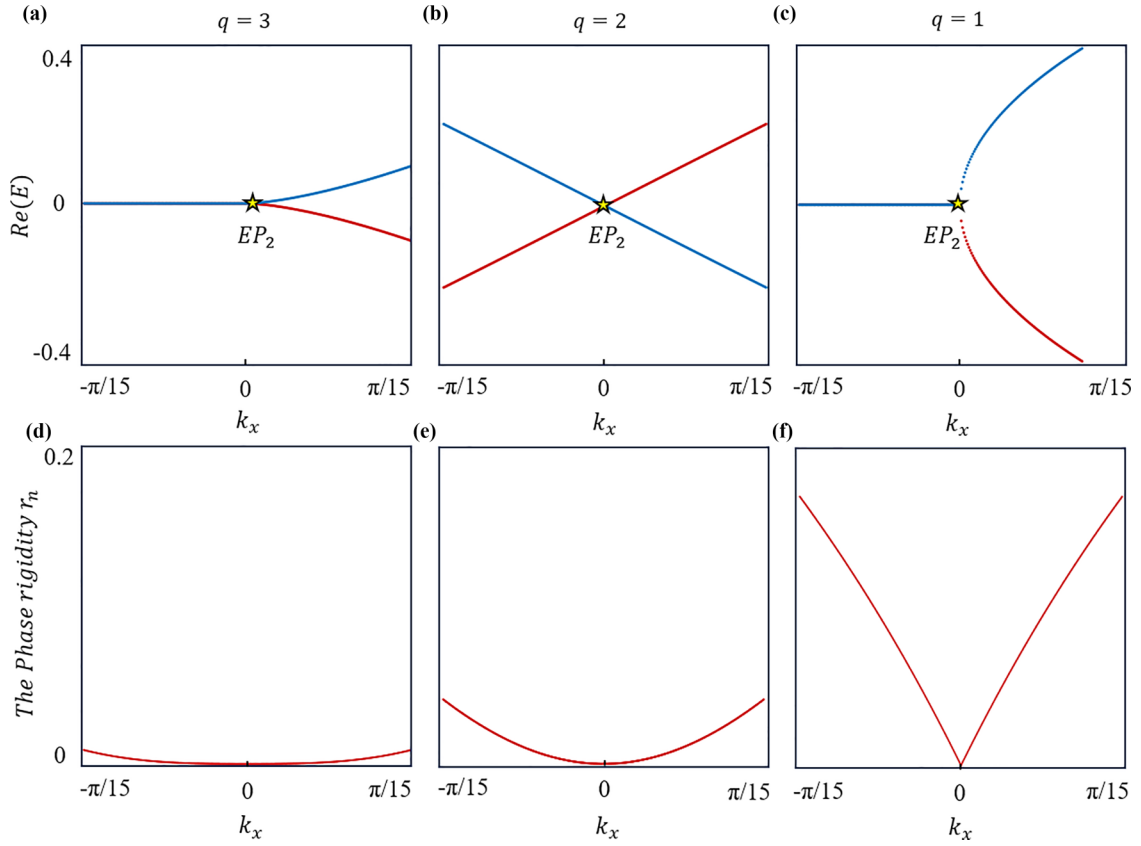 (a) q = 3 (b) q = 2 (c) q = 1
0.4
0
-0.4
Re(E)
EP₂ EP₂ EP₂
-π/15 0 π/15 -π/15 0 π/15 -π/15 0 π/15
kₓ kₓ kₓ
(d) (e) (f)
0.2
0
The Phase rigidity rₙ
-π/15 0 π/15 -π/15 0 π/15 -π/15 0 π/15
kₓ kₓ kₓ